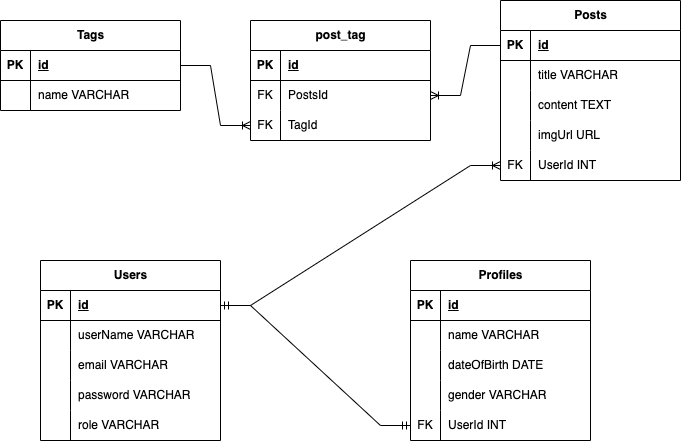 Tags
PK id
name VARCHAR
post_tag
PK id
FK PostsId
FK TagId
Posts
PK id
title VARCHAR
content TEXT
imgUrl URL
FK UserId INT
Users
PK id
userName VARCHAR
email VARCHAR
password VARCHAR
role VARCHAR
Profiles
PK id
name VARCHAR
dateOfBirth DATE
gender VARCHAR
FK UserId INT